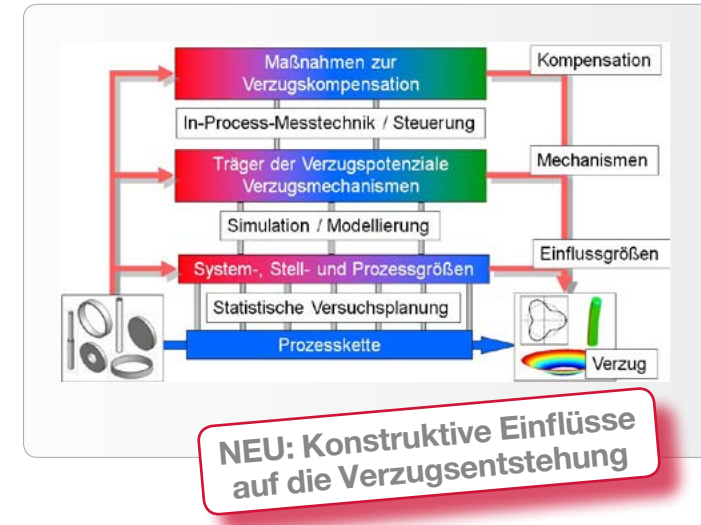 Maßnahmen zur
Verzugskompensation
Kompensation
In-Process-Messtechnik / Steuerung
Träger der Verzugspotenziale
Verzugsmechanismen
Mechanismen
Simulation / Modellierung
Einflussgrößen
System-, Stell- und Prozessgrößen
Statistische Versuchsplanung
Prozesskette
Verzug
NEU: Konstruktive Einflüsse
auf die Verzugsentstehung